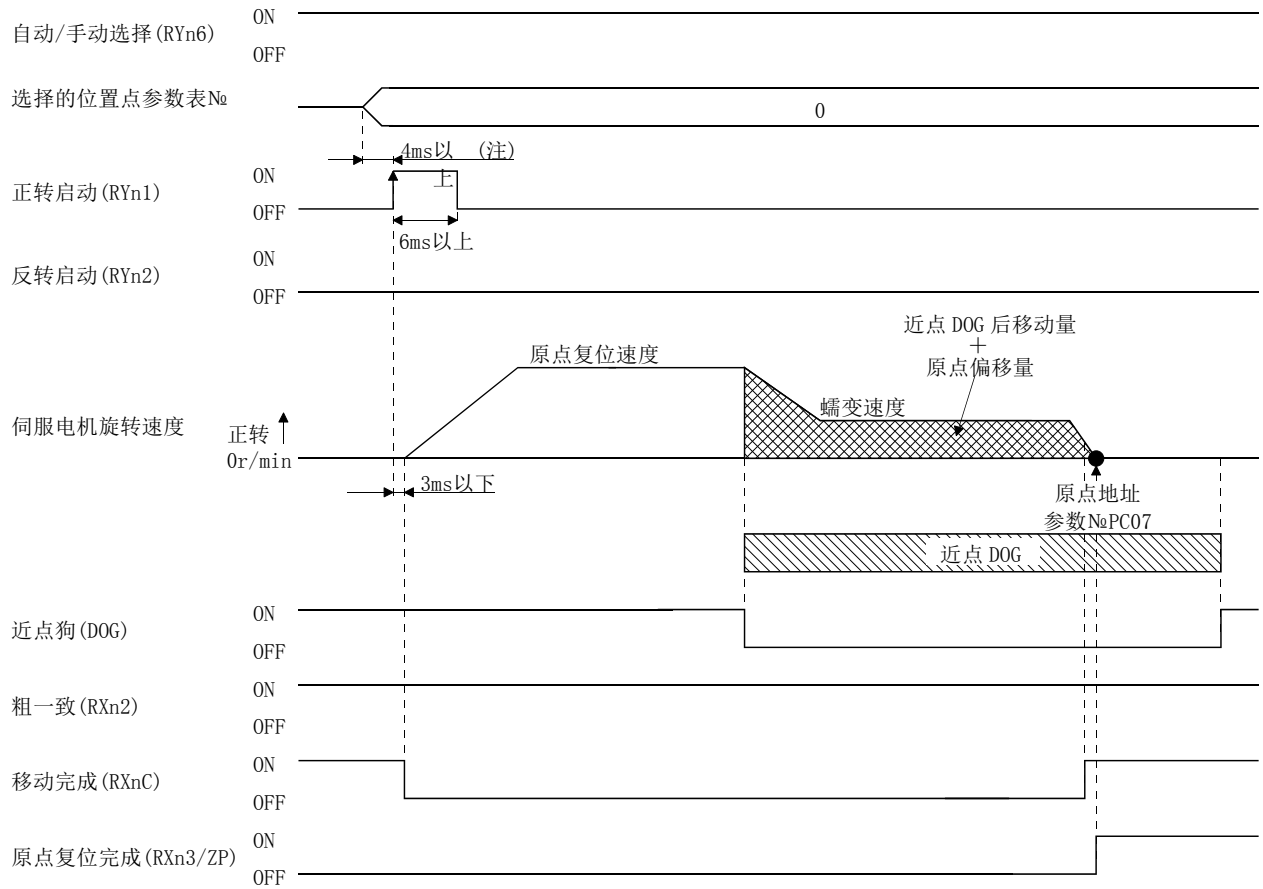 自动/手动选择(RYn6)
ON
OFF
选择的位置点参数表№
0
4ms以上 (注)
正转启动(RYn1)
ON
OFF
6ms以上
反转启动(RYn2)
ON
OFF
近点 DOG 后移动量
+
原点偏移量
原点复位速度
蠕变速度
伺服电机旋转速度
正转
0r/min
3ms以下
原点地址
参数№PC07
近点 DOG
近点狗(DOG)
ON
OFF
粗一致(RXn2)
ON
OFF
移动完成(RXnC)
ON
OFF
原点复位完成(RXn3/ZP)
ON
OFF